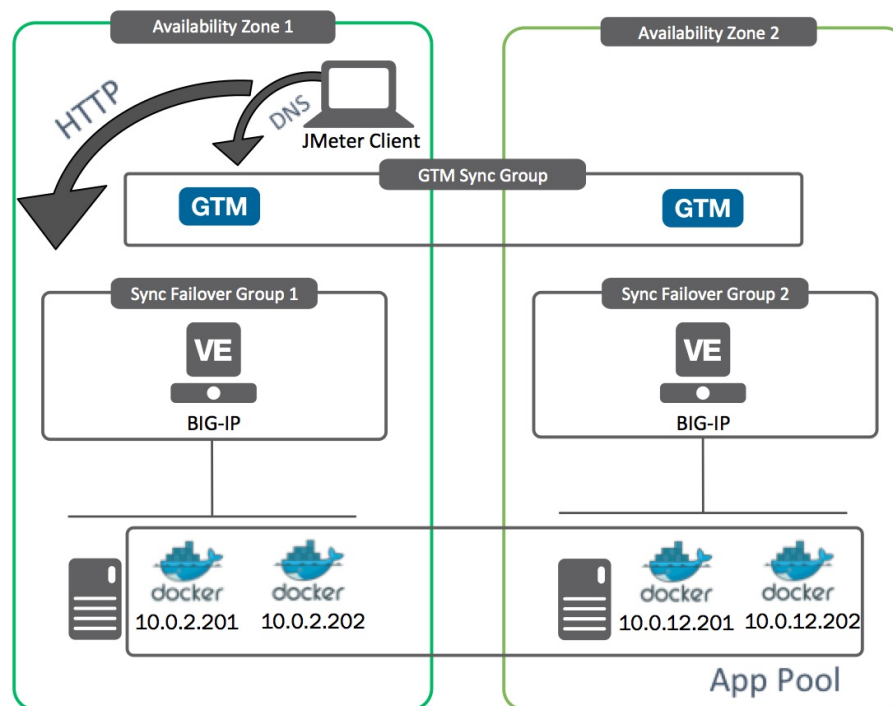 Availability Zone 1
Availability Zone 2
HTTP
DNS
JMeter Client
GTM Sync Group
GTM
GTM
Sync Failover Group 1
Sync Failover Group 2
VE
VE
BIG-IP
BIG-IP
docker
docker
docker
docker
10.0.2.201
10.0.2.202
10.0.12.201
10.0.12.202
App Pool